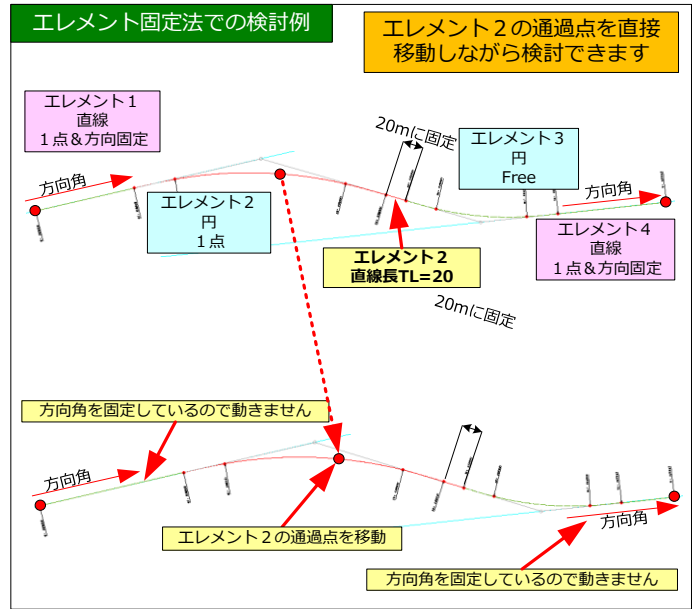 エレメント固定法での検討例
エレメント２の通過点を直接
移動しながら検討できます
エレメント１
直線
１点＆方向固定
方向角
エレメント２
円
１点
20mに固定
エレメント３
円
Free
方向角
エレメント４
直線
１点＆方向固定
エレメント２
直線長TL=20
20mに固定
方向角を固定しているので動きません
方向角
エレメント２の通過点を移動
方向角
方向角を固定しているので動きません